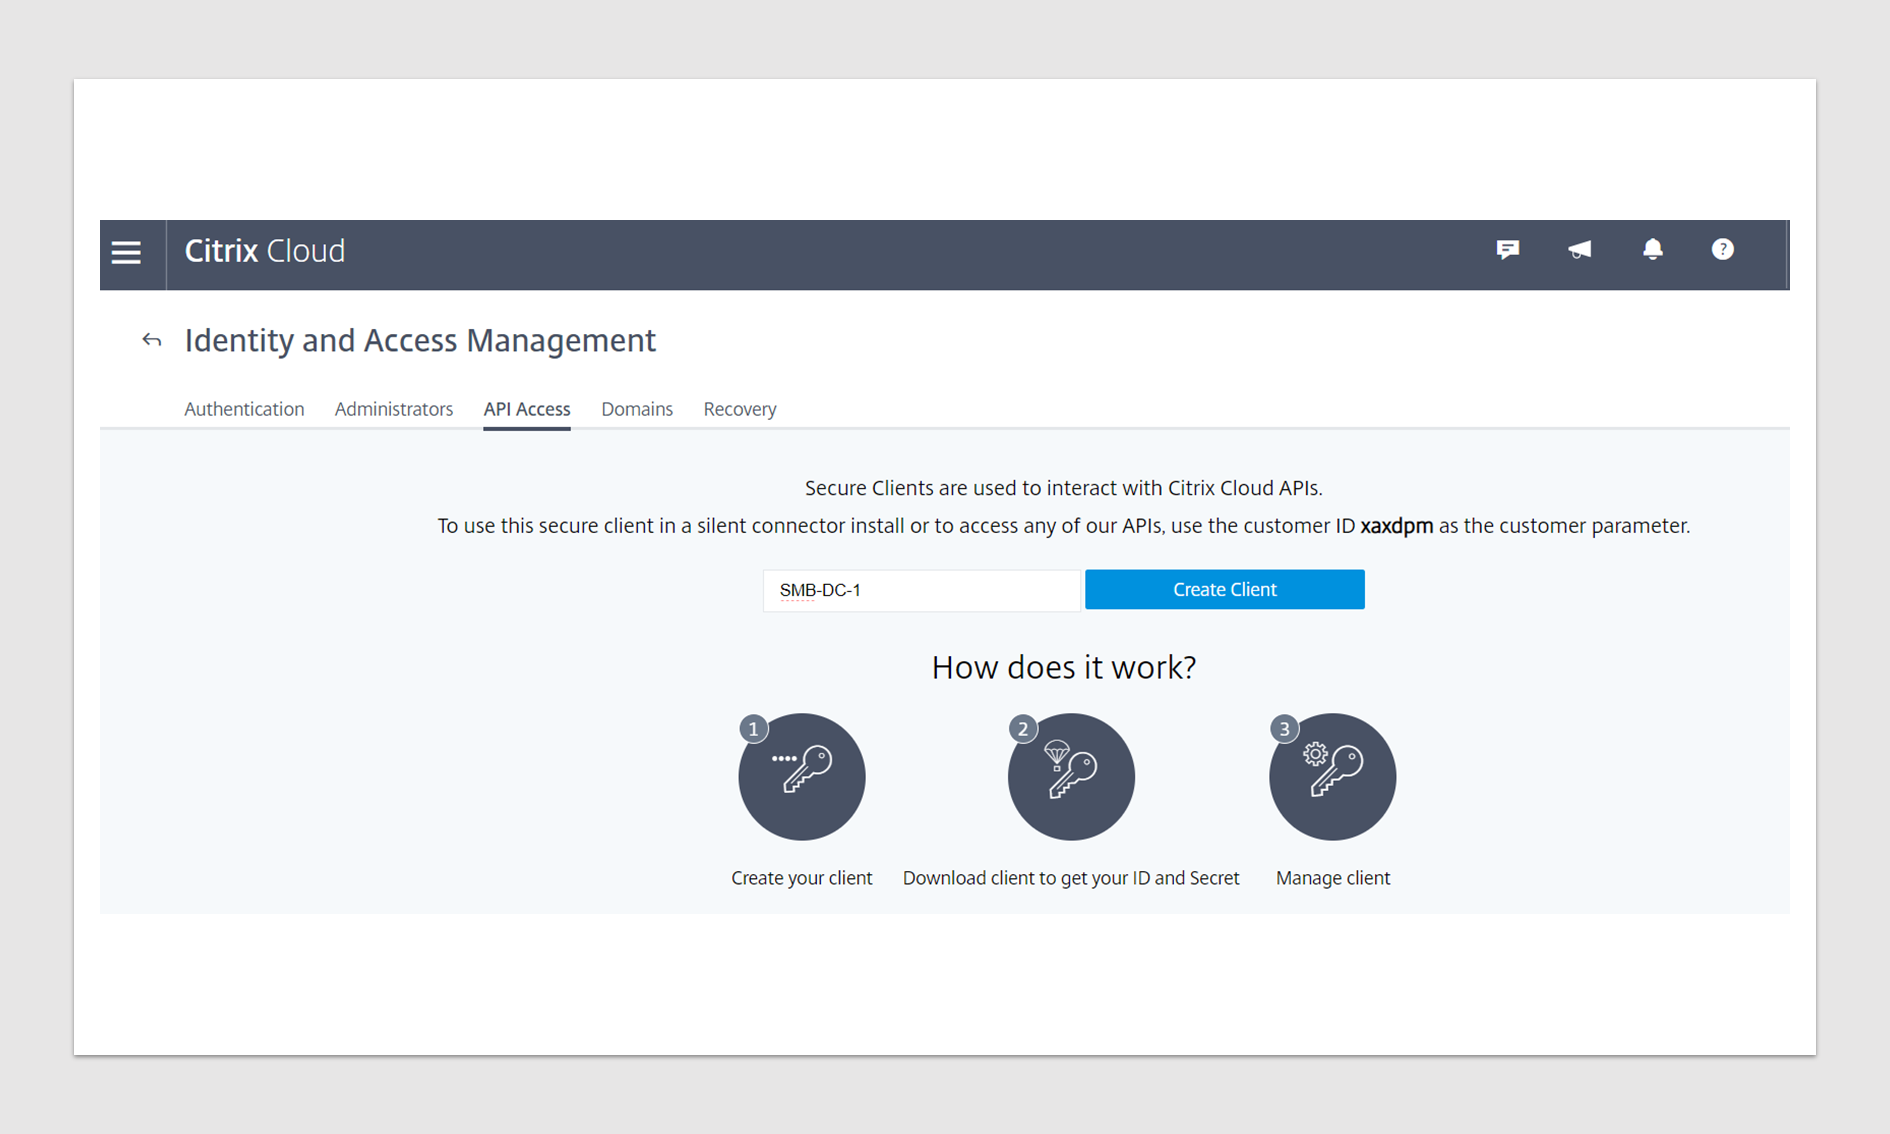 Citrix Cloud
?
Identity and Access Management
Authentication Administrators API Access Domains Recovery
Secure Clients are used to interact with Citrix Cloud APIs.
To use this secure client in a silent connector install or to access any of our APIs, use the customer ID xaxdpm as the customer parameter.
SMB-DC-1 Create Client
How does it work?
1 2 3
Create your client Download client to get your ID and Secret Manage client